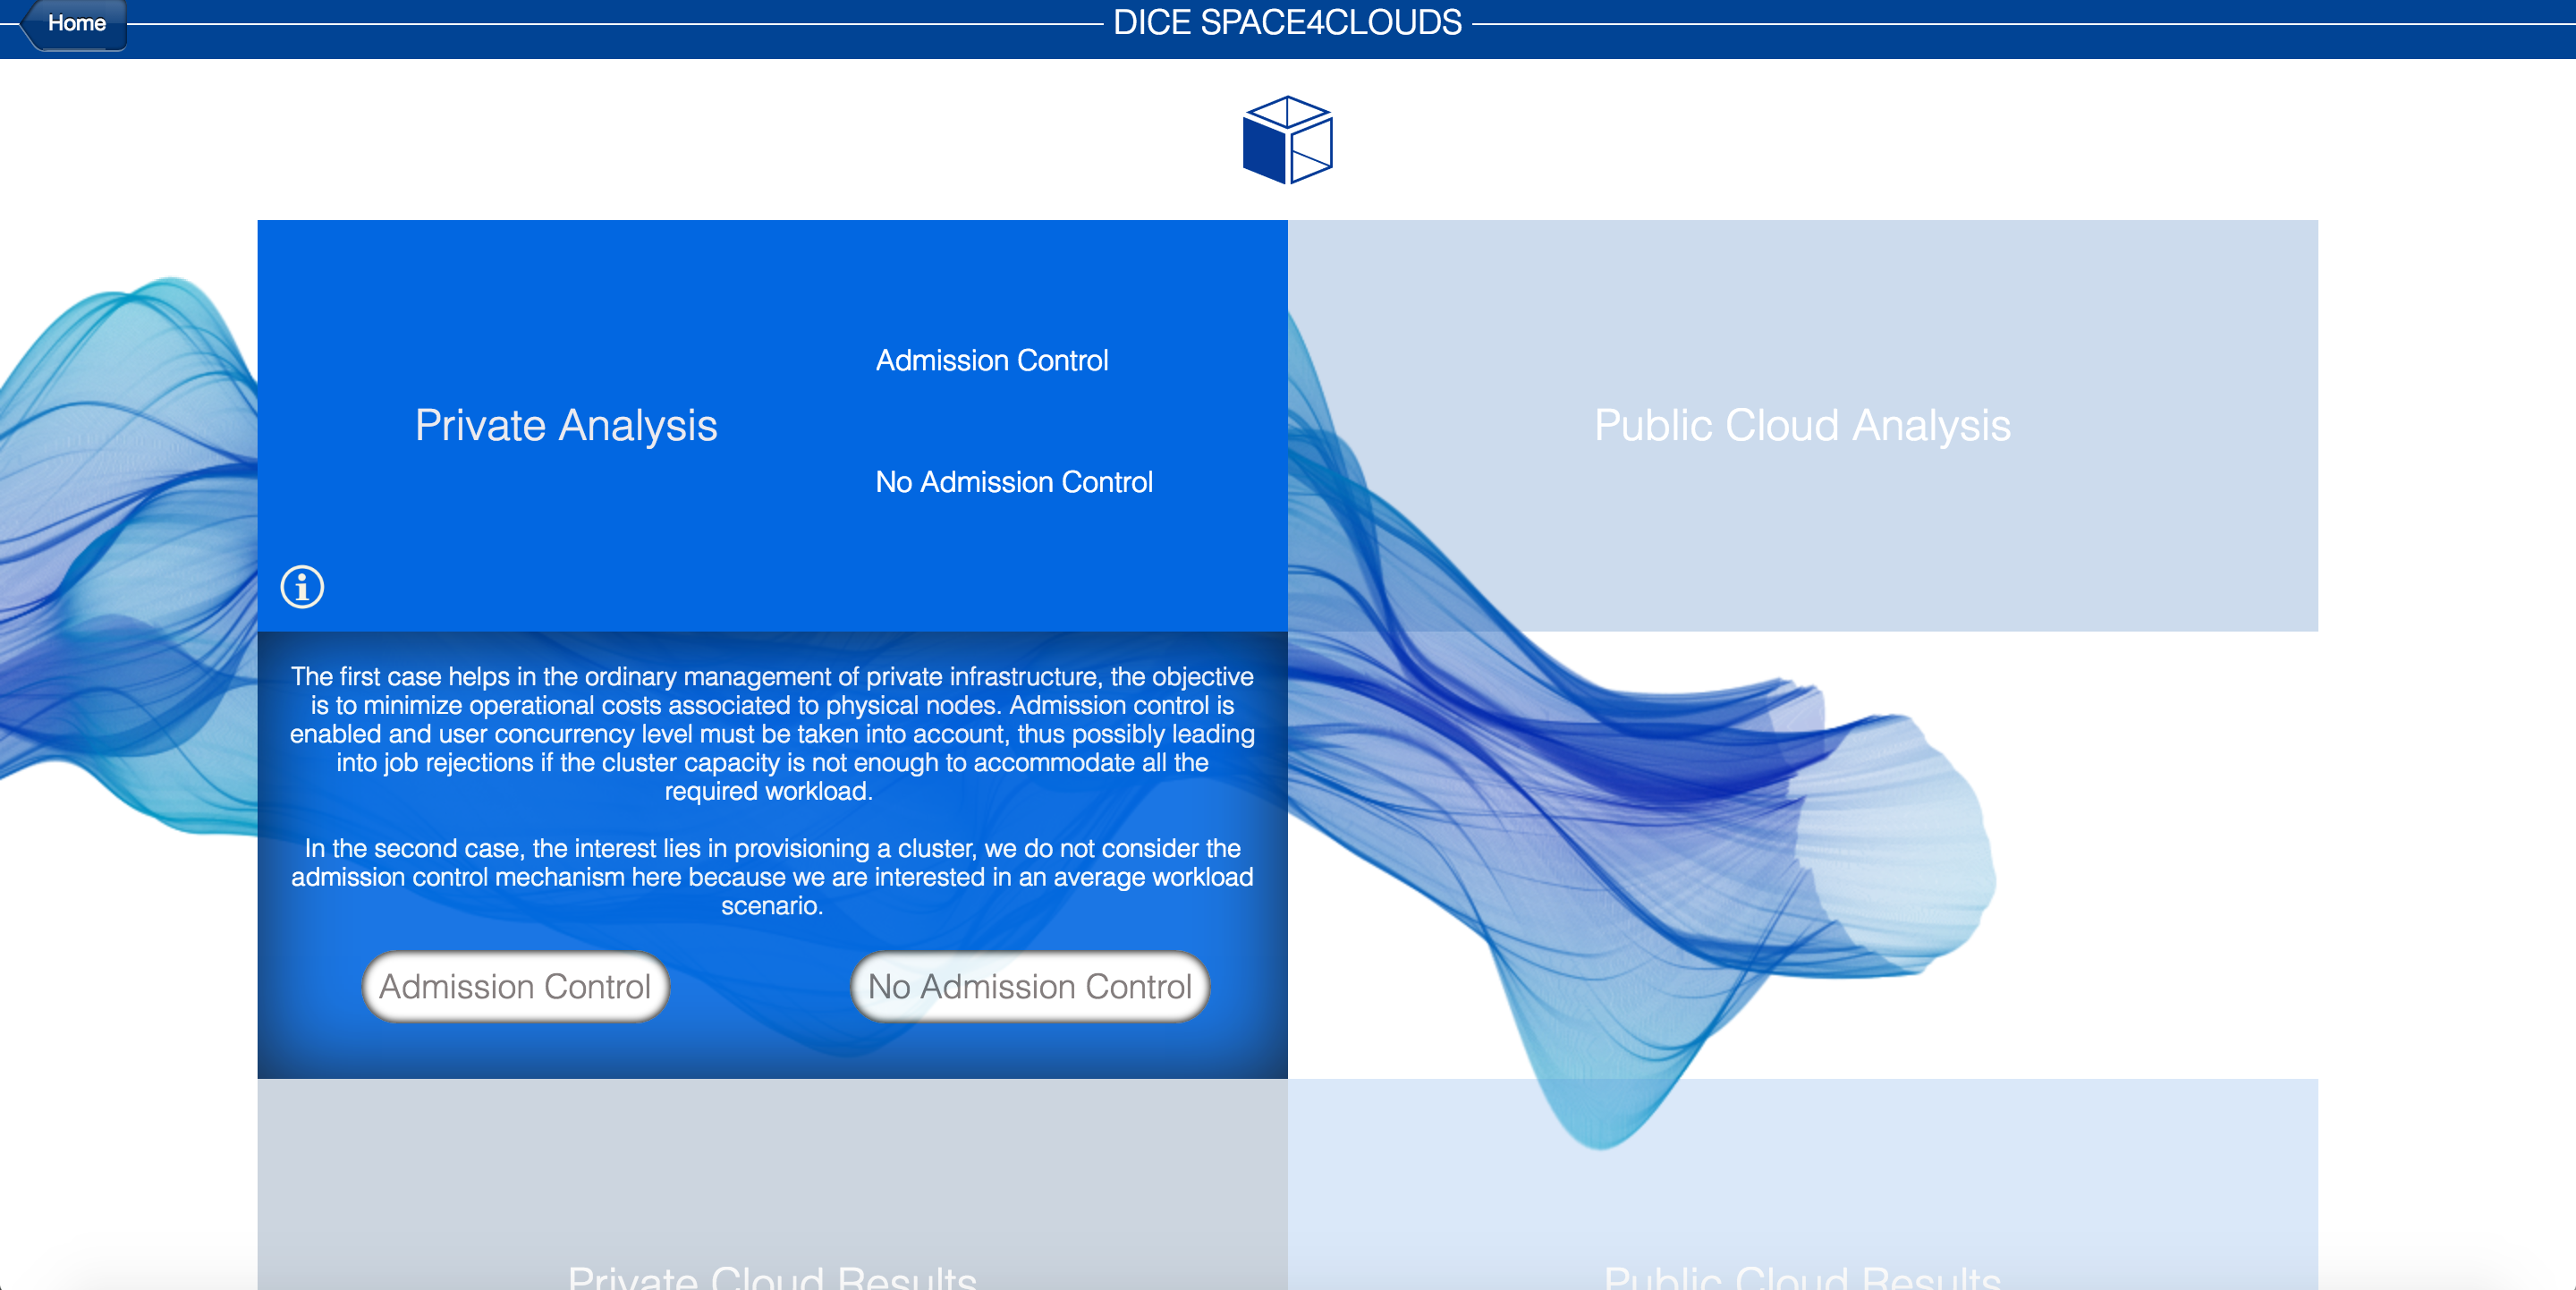 Home
DICE SPACE4CLOUDS
Private Analysis
Admission Control
No Admission Control
Public Cloud Analysis
The first case helps in the ordinary management of private infrastructure, the objective
is to minimize operational costs associated to physical nodes. Admission control is
enabled and user concurrency level must be taken into account, thus possibly leading
into job rejections if the cluster capacity is not enough to accommodate all the
required workload.
In the second case, the interest lies in provisioning a cluster, we do not consider the
admission control mechanism here because we are interested in an average workload
scenario.
Admission Control
No Admission Control
Private Cloud Results
Public Cloud Results